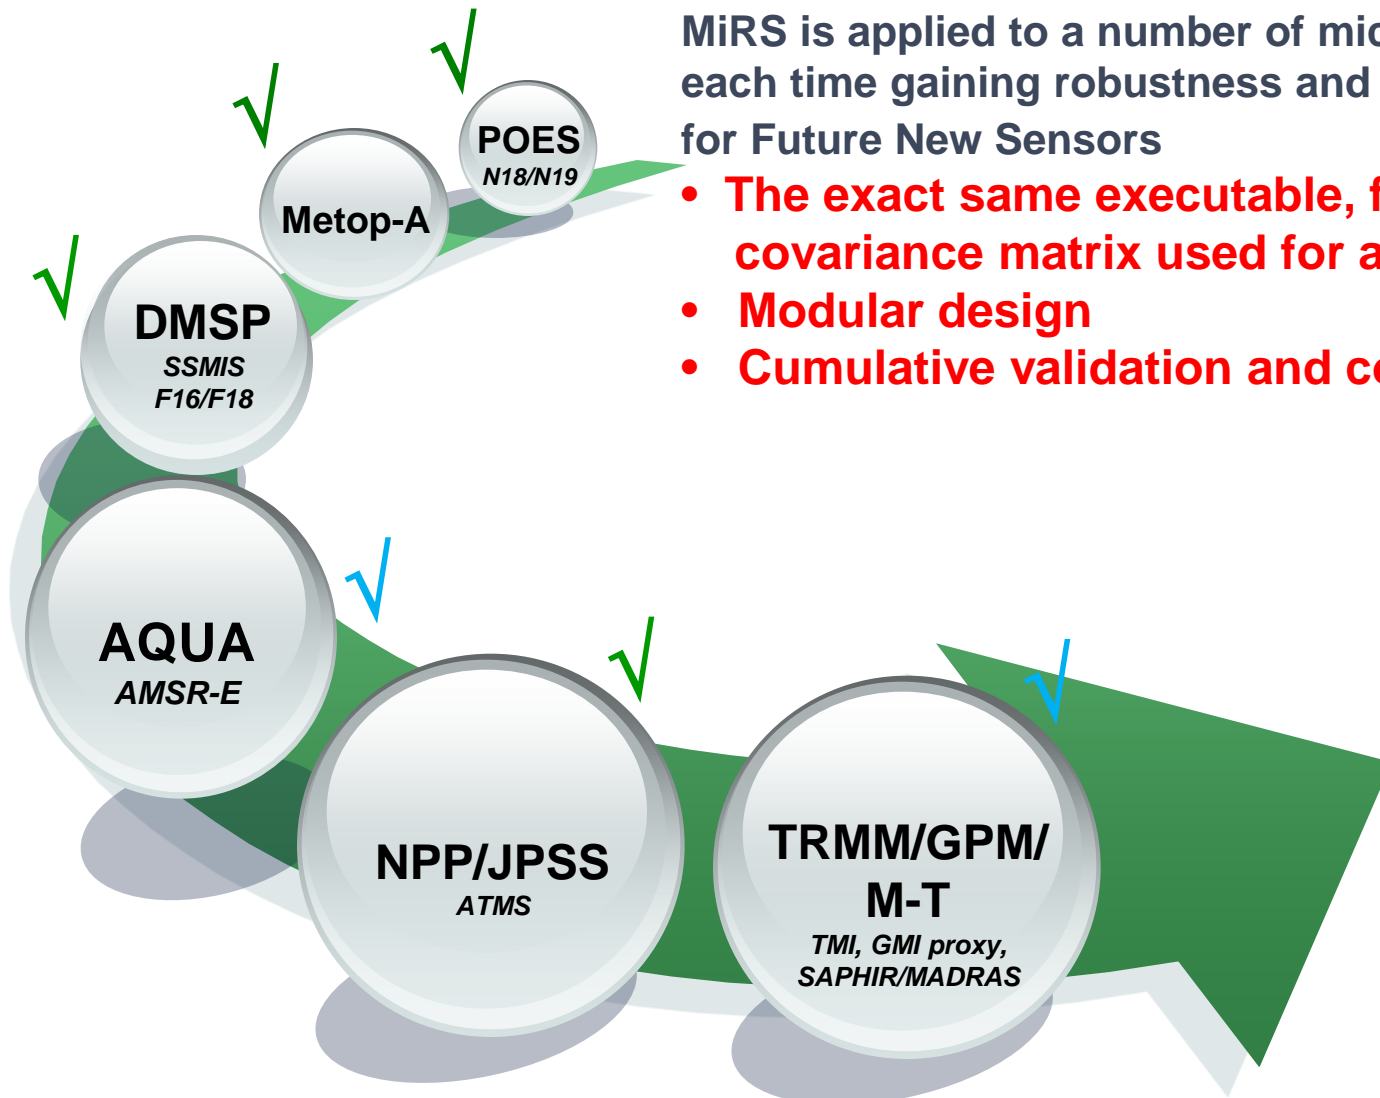 MiRS is applied to a number of
each time gaining robustness and
for Future New Sensors
• The exact same executable,
covariance matrix used for
• Modular design
• Cumulative validation and
√
POES
N18/N19
√
Metop-A
√
DMSP
SSMIS
F16/F18
√
AQUA
AMSR-E
√
NPP/JPSS
ATMS
√
TRMM/GPM/
M-T
TMI, GMI proxy,
SAPHIR/MADRAS